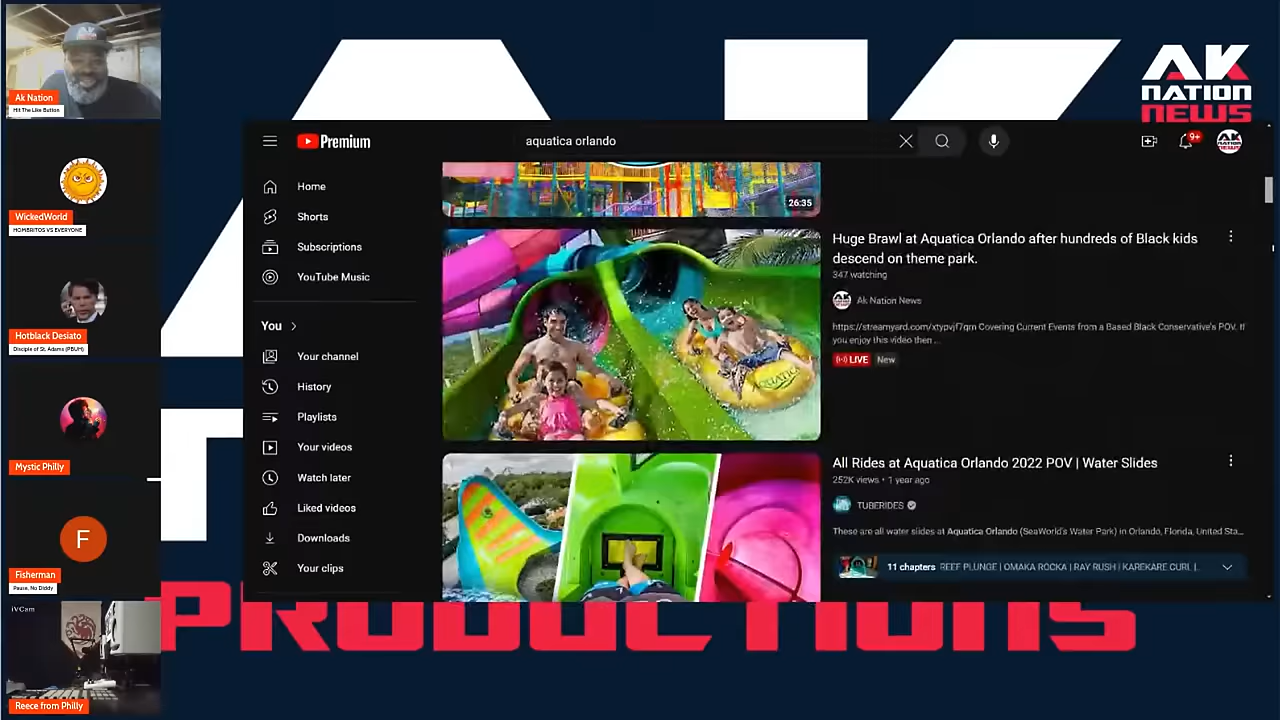 Ak Nation
Hit The Like Button
WickedWorld
HOMBRITOS VS EVERYONE
Hotblack Desiato
Disciple of St. Adams (PBUH)
Mystic Philly
F
Fisherman
Pause, No Diddy
iVCam
Reece from Philly
AK
NATION
NEWS
Premium
aquatica orlando
9+
AK
NATION
NEWS
Home
Shorts
Subscriptions
YouTube Music
You
Your channel
History
Playlists
Your videos
Watch later
Liked videos
Downloads
Your clips
26:35
Huge Brawl at Aquatica Orlando after hundreds of Black kids
descend on theme park.
347 watching
Ak Nation News
https://streamyard.com/xtypvjf7qm Covering Current Events from a Based Black Conservative's POV. If
you enjoy this video then ...
LIVE New
AQUATICA
All Rides at Aquatica Orlando 2022 POV | Water Slides
252K views • 1 year ago
TUBERIDES
These are all water slides at Aquatica Orlando (SeaWorld's Water Park) in Orlando, Florida, United Sta...
11 chapters REEF PLUNGE | OMAKA ROCKA | RAY RUSH | KAREKARE CURL |...
PRODUCTIONS